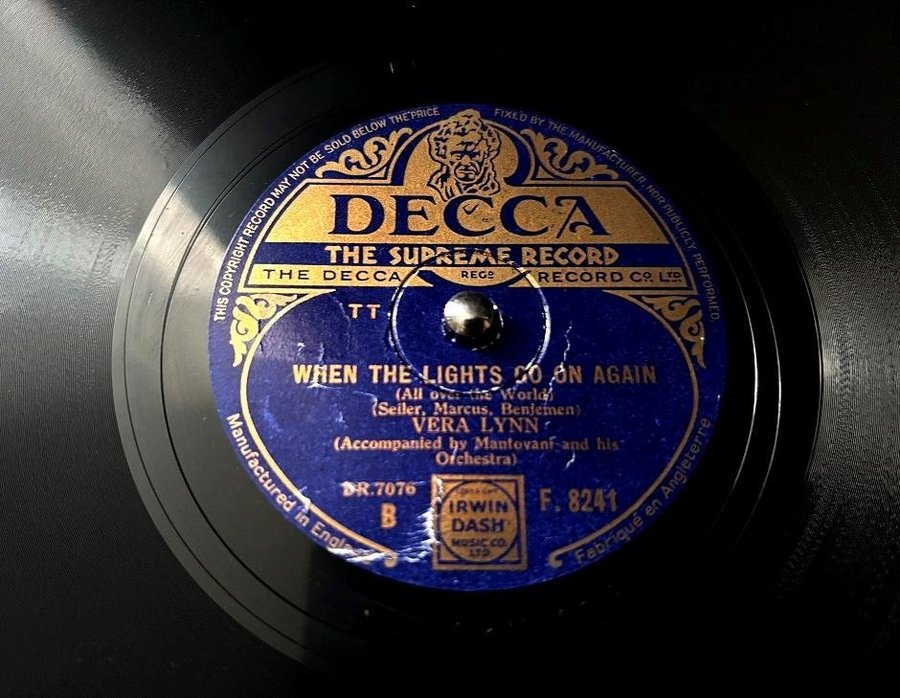 THIS COPYRIGHT RECORD MAY NOT BE SOLD BELOW THE PRICE FIXED BY THE MANUFACTURER, NOR PUBLICLY PERFORMED.
DECCA
THE SUPREME RECORD
THE DECCA REGD RECORD CO. LTD
TT
WHEN THE LIGHTS GO ON AGAIN
(All over the World)
(Seiler, Marcus, Benjemen)
VERA LYNN
(Accompanied by Mantovani and his
Orchestra)
DR.7076
B
IRWIN
DASH
MUSIC CO.
LTD
F. 8241
Manufactured in England
Fabriqué en Angleterre